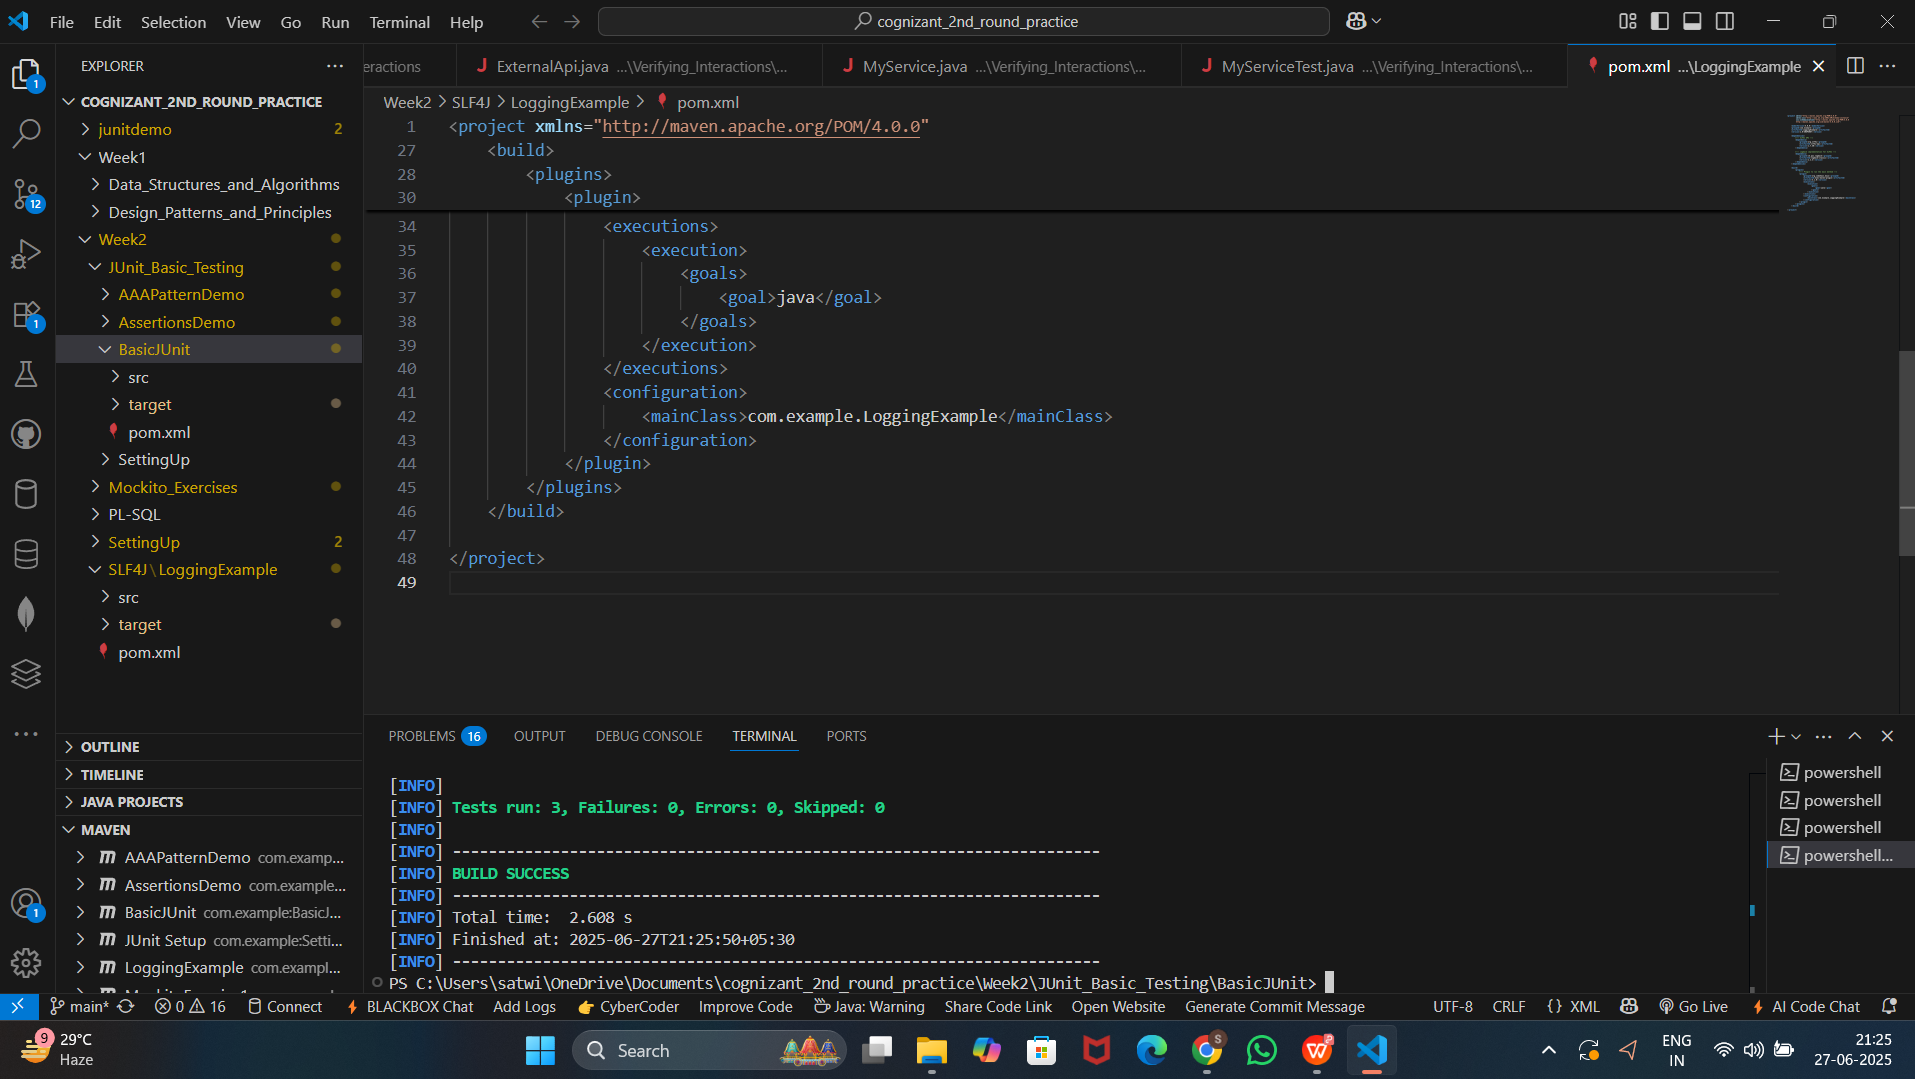 File Edit Selection View Go Run Terminal Help
cognizant_2nd_round_practice
EXPLORER
COGNIZANT_2ND_ROUND_PRACTICE
junitdemo 2
Week1
Data_Structures_and_Algorithms
Design_Patterns_and_Principles
Week2
JUnit_Basic_Testing
AAAPatternDemo
AssertionsDemo
BasicJUnit
src
target
pom.xml
SettingUp
Mockito_Exercises
PL-SQL
SettingUp 2
SLF4J\LoggingExample
src
target
pom.xml
OUTLINE
TIMELINE
JAVA PROJECTS
MAVEN
AAAPatternDemo com.examp...
AssertionsDemo com.example...
BasicJUnit com.example:BasicJ...
JUnit Setup com.example:Setti...
LoggingExample com.exampl...
1
12
1
1
eractions
ExternalApi.java ...\Verifying_Interactions\...
MyService.java ...\Verifying_Interactions\...
MyServiceTest.java ...\Verifying_Interactions\...
pom.xml ...\LoggingExample
Week2 > SLF4J > LoggingExample > pom.xml
1 <project xmlns="http://maven.apache.org/POM/4.0.0"
27 <build>
28 <plugins>
30 <plugin>
34 <executions>
35 <execution>
36 <goals>
37 <goal>java</goal>
38 </goals>
39 </execution>
40 </executions>
41 <configuration>
42 <mainClass>com.example.LoggingExample</mainClass>
43 </configuration>
44 </plugin>
45 </plugins>
46 </build>
47
48 </project>
49
PROBLEMS 16 OUTPUT DEBUG CONSOLE TERMINAL PORTS
[INFO]
[INFO] Tests run: 3, Failures: 0, Errors: 0, Skipped: 0
[INFO]
[INFO] ------------------------------------------------------------------------
[INFO] BUILD SUCCESS
[INFO] ------------------------------------------------------------------------
[INFO] Total time:  2.608 s
[INFO] Finished at: 2025-06-27T21:25:50+05:30
[INFO] ------------------------------------------------------------------------
PS C:\Users\satwi\OneDrive\Documents\cognizant_2nd_round_practice\Week2\JUnit_Basic_Testing\BasicJUnit>
powershell
powershell
powershell
powershell...
main* 0 16 Connect BLACKBOX Chat Add Logs CyberCoder Improve Code Java: Warning Share Code Link Open Website Generate Commit Message UTF-8 CRLF {} XML Go Live AI Code Chat
9 29°C
Haze
Search
ENG
IN
21:25
27-06-2025